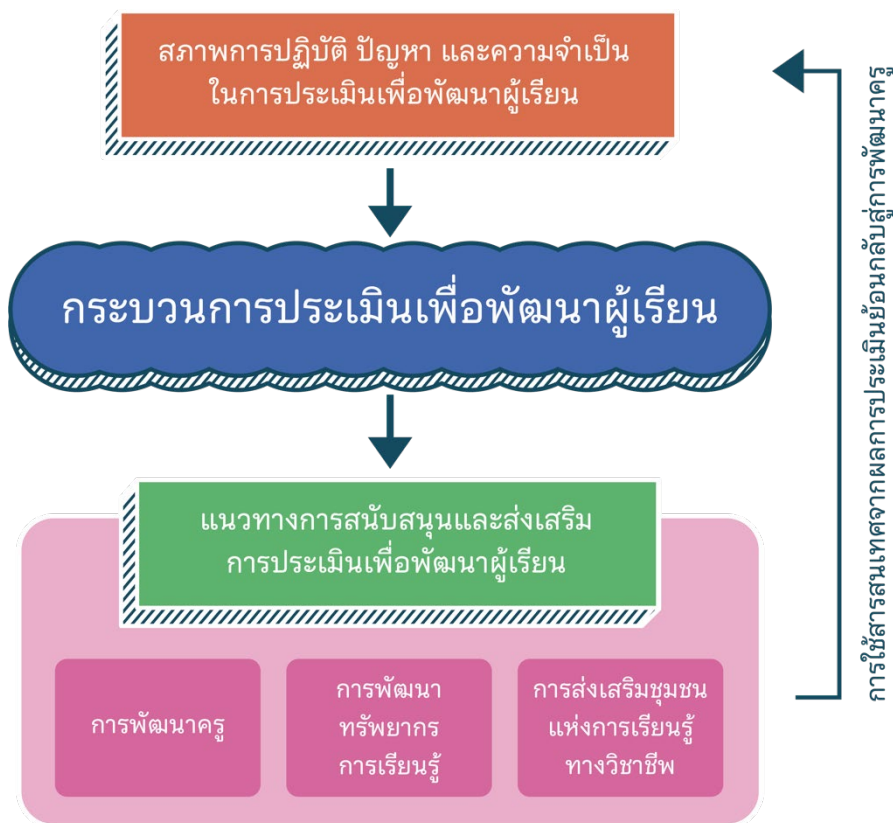 สภาพการปฏิบัติ ปัญหา และความจำเป็น
ในการประเมินเพื่อพัฒนาผู้เรียน
กระบวนการประเมินเพื่อพัฒนาผู้เรียน
แนวทางการสนับสนุนและส่งเสริม
การประเมินเพื่อพัฒนาผู้เรียน
การพัฒนาครู
การพัฒนา
ทรัพยากร
การเรียนรู้
การส่งเสริมชุมชน
แห่งการเรียนรู้
ทางวิชาชีพ
การใช้สารสนเทศจากผลการประเมินย้อนกลับสู่การพัฒนาครู